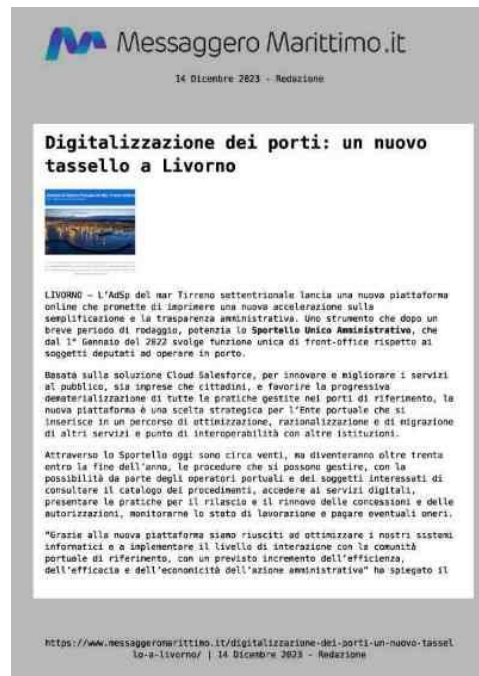 Messaggero Marittimo.it
14 Dicembre 2023 - Redazione
Digitalizzazione dei porti: un nuovo
tassello a Livorno
LIVORNO – L'AdSp del mar Tirreno settentrionale lancia una nuova piattaforma
online che promette di imprimere una nuova accelerazione sulla
semplificazione e la trasparenza amministrativa. Uno strumento che dopo un
breve periodo di rodaggio, potenzia lo Sportello Unico Amministrativo, che
dal 1° Gennaio del 2022 svolge funzione unica di front-office rispetto ai
soggetti deputati ad operare in porto.
Basata sulla soluzione Cloud Salesforce, per innovare e migliorare i servizi
al pubblico, sia imprese che cittadini, e favorire la progressiva
dematerializzazione di tutte le pratiche gestite nei porti di riferimento, la
nuova piattaforma è una scelta strategica per l'Ente portuale che si
inserisce in un percorso di ottimizzazione, razionalizzazione e di migrazione
di altri servizi e punto di interoperabilità con altre istituzioni.
Attraverso lo Sportello oggi sono circa venti, ma diventeranno oltre trenta
entro la fine dell'anno, le procedure che si possono gestire, con la
possibilità da parte degli operatori portuali e dei soggetti interessati di
consultare il catalogo dei procedimenti, accedere ai servizi digitali,
presentare le pratiche per il rilascio e il rinnovo delle concessioni e delle
autorizzazioni, monitorarne lo stato di lavorazione e pagare eventuali oneri.
"Grazie alla nuova piattaforma siamo riusciti ad ottimizzare i nostri sistemi
informatici e a implementare il livello di interazione con la comunità
portuale di riferimento, con un previsto incremento dell'efficienza,
dell'efficacia e dell'economicità dell'azione amministrativa" ha spiegato il
https://www.messaggeromarittimo.it/digitalizzazione-dei-porti-un-nuovo-tassel
lo-a-livorno/ | 14 Dicembre 2023 - Redazione